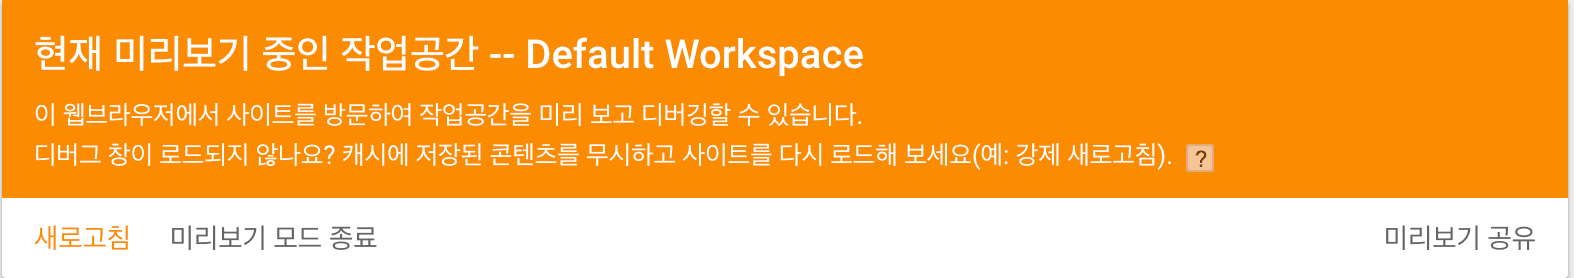 현재 미리보기 중인 작업공간 -- Default Workspace
이 웹브라우저에서 사이트를 방문하여 작업공간을 미리 보고 디버깅할 수 있습니다.
디버그 창이 로드되지 않나요? 캐시에 저장된 콘텐츠를 무시하고 사이트를 다시 로드해 보세요(예: 강제 새로고침). ?
새로고침 미리보기 모드 종료 미리보기 공유